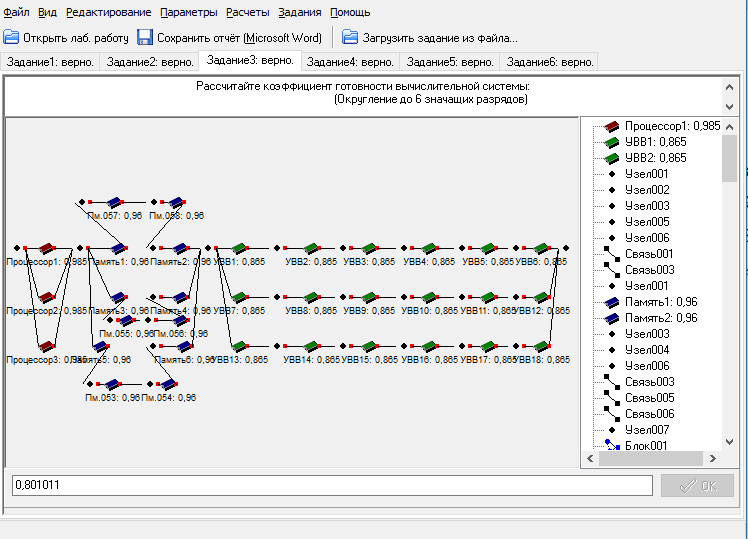 Файл Вид Редактирование Параметры Расчеты Задания Помощь
Открыть лаб. работу Сохранить отчёт (Microsoft Word) Загрузить задание из файла...
Задание1: верно. Задание2: верно. Задание3: верно. Задание4: верно. Задание5: верно. Задание6: верно.
Рассчитайте коэффициент готовности вычислительной системы:
(Округление до 6 значащих разрядов)
Пм.057: 0,96 Пм.058: 0,96
Процессор1: 0,985 Память1: 0,96 Память2: 0,96 УВВ1: 0,865 УВВ2: 0,865 УВВ3: 0,865 УВВ4: 0,865 УВВ5: 0,865 УВВ6: 0,865
Процессор2: 0,985 Память3: 0,96 Память4: 0,96 УВВ7: 0,865 УВВ8: 0,865 УВВ9: 0,865 УВВ10: 0,865 УВВ11: 0,865 УВВ12: 0,865
Пм.055: 0,96 Пм.056: 0,96
Процессор3: 0,985 Память5: 0,96 Память6: 0,96 УВВ13: 0,865 УВВ14: 0,865 УВВ15: 0,865 УВВ16: 0,865 УВВ17: 0,865 УВВ18: 0,865
Пм.053: 0,96 Пм.054: 0,96
Процессор1: 0,985
УВВ1: 0,865
УВВ2: 0,865
Узел001
Узел002
Узел003
Узел005
Узел006
Связь001
Связь003
Узел001
Память1: 0,96
Память2: 0,96
Узел003
Узел004
Узел006
Связь003
Связь005
Связь006
Узел007
Блок001
0,801011
OK